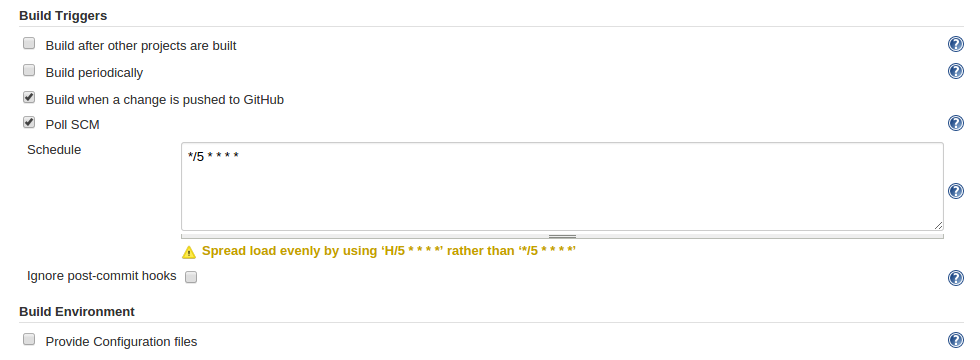 Build Triggers
Build after other projects are built
Build periodically
Build when a change is pushed to GitHub
Poll SCM
Schedule
*/5 * * * *
Spread load evenly by using ‘H/5 * * * *’ rather than ‘*/5 * * * *’
Ignore post-commit hooks
Build Environment
Provide Configuration files